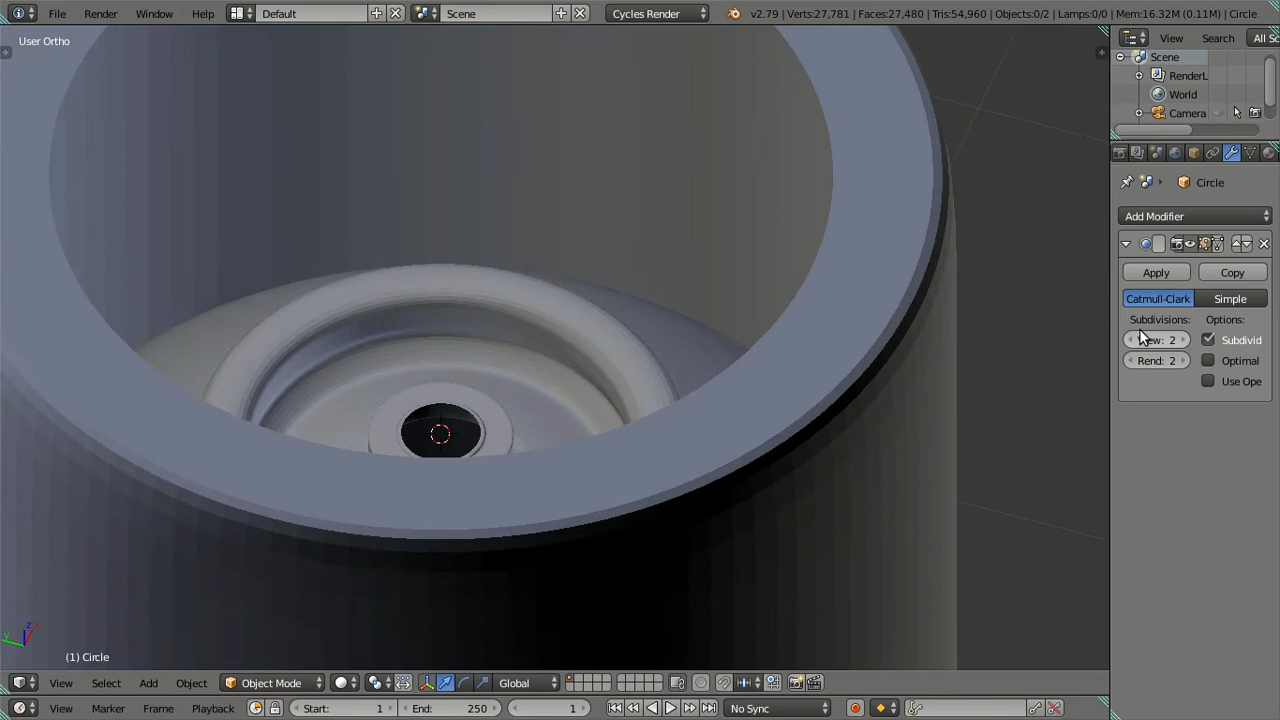 File Render Window Help Default Scene Cycles Render v2.79 | Verts:27,781 | Faces:27,480 | Tris:54,960 | Objects:0/2 | Lamps:0/0 | Mem:16.32M (0.11M) | Circle
User Ortho
View Search All Sc
Scene
RenderL
World
Camera
Circle
Add Modifier
Apply Copy
Catmull-Clark Simple
Subdivisions: Options:
2 Subdivid
Rend: 2 Optimal
Use Ope
z x
y
(1) Circle
View Select Add Object Object Mode Global
View Marker Frame Playback Start: 1 End: 250 1 No Sync